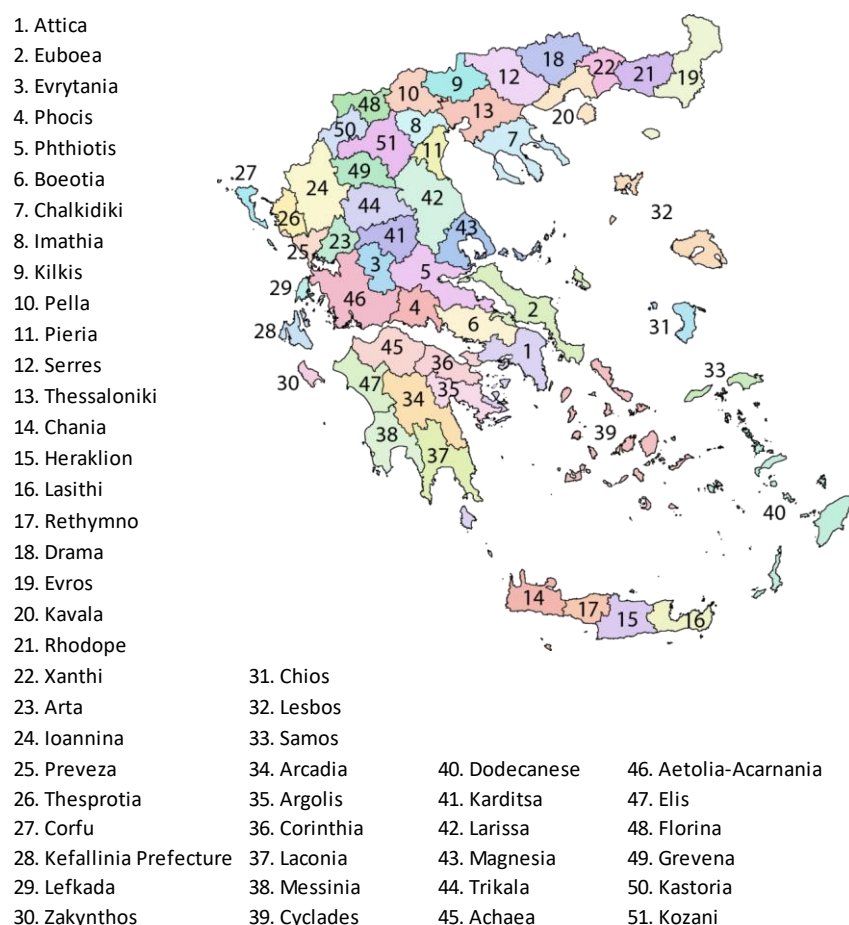 1. Attica
2. Euboea
3. Evrytania
4. Phocis
5. Phthiotis
6. Boeotia
7. Chalkidiki
8. Imathia
9. Kilkis
10. Pella
11. Pieria
12. Serres
13. Thessaloniki
14. Chania
15. Heraklion
16. Lasithi
17. Rethymno
18. Drama
19. Evros
20. Kavala
21. Rhodope
22. Xanthi
23. Arta
24. Ioannina
25. Preveza
26. Thesprotia
27. Corfu
28. Kefallinia Prefecture
29. Lefkada
30. Zakynthos
31. Chios
32. Lesbos
33. Samos
34. Arcadia
35. Argolis
36. Corinthia
37. Laconia
38. Messinia
39. Cyclades
40. Dodecanese
41. Karditsa
42. Larissa
43. Magnesia
44. Trikala
45. Achaea
46. Aetolia-Acarnania
47. Elis
48. Florina
49. Grevena
50. Kastoria
51. Kozani
18
22
21
19
12
9
10
48
13
20
50
8
7
51
11
27
49
24
42
44
32
26
43
23
41
25
3
5
29
46
4
2
28
6
31
45
1
36
30
47
35
33
34
38
39
37
40
14
17
15
16